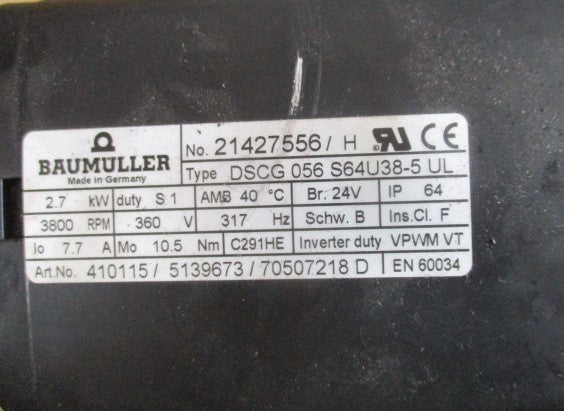 BAUMULLER
Made in Germany
No. 21427556/ H
Type DSCG 056 S64U38-5 UL
2.7 kW duty S 1 AMB 40 °C Br. 24V IP 64
3800 RPM - 360 V 317 Hz Schw. B Ins.Cl. F
Io 7.7 A Mo 10.5 Nm C291HE Inverter duty VPWM VT
Art.No. 410115 / 5139673 / 70507218 D EN 60034